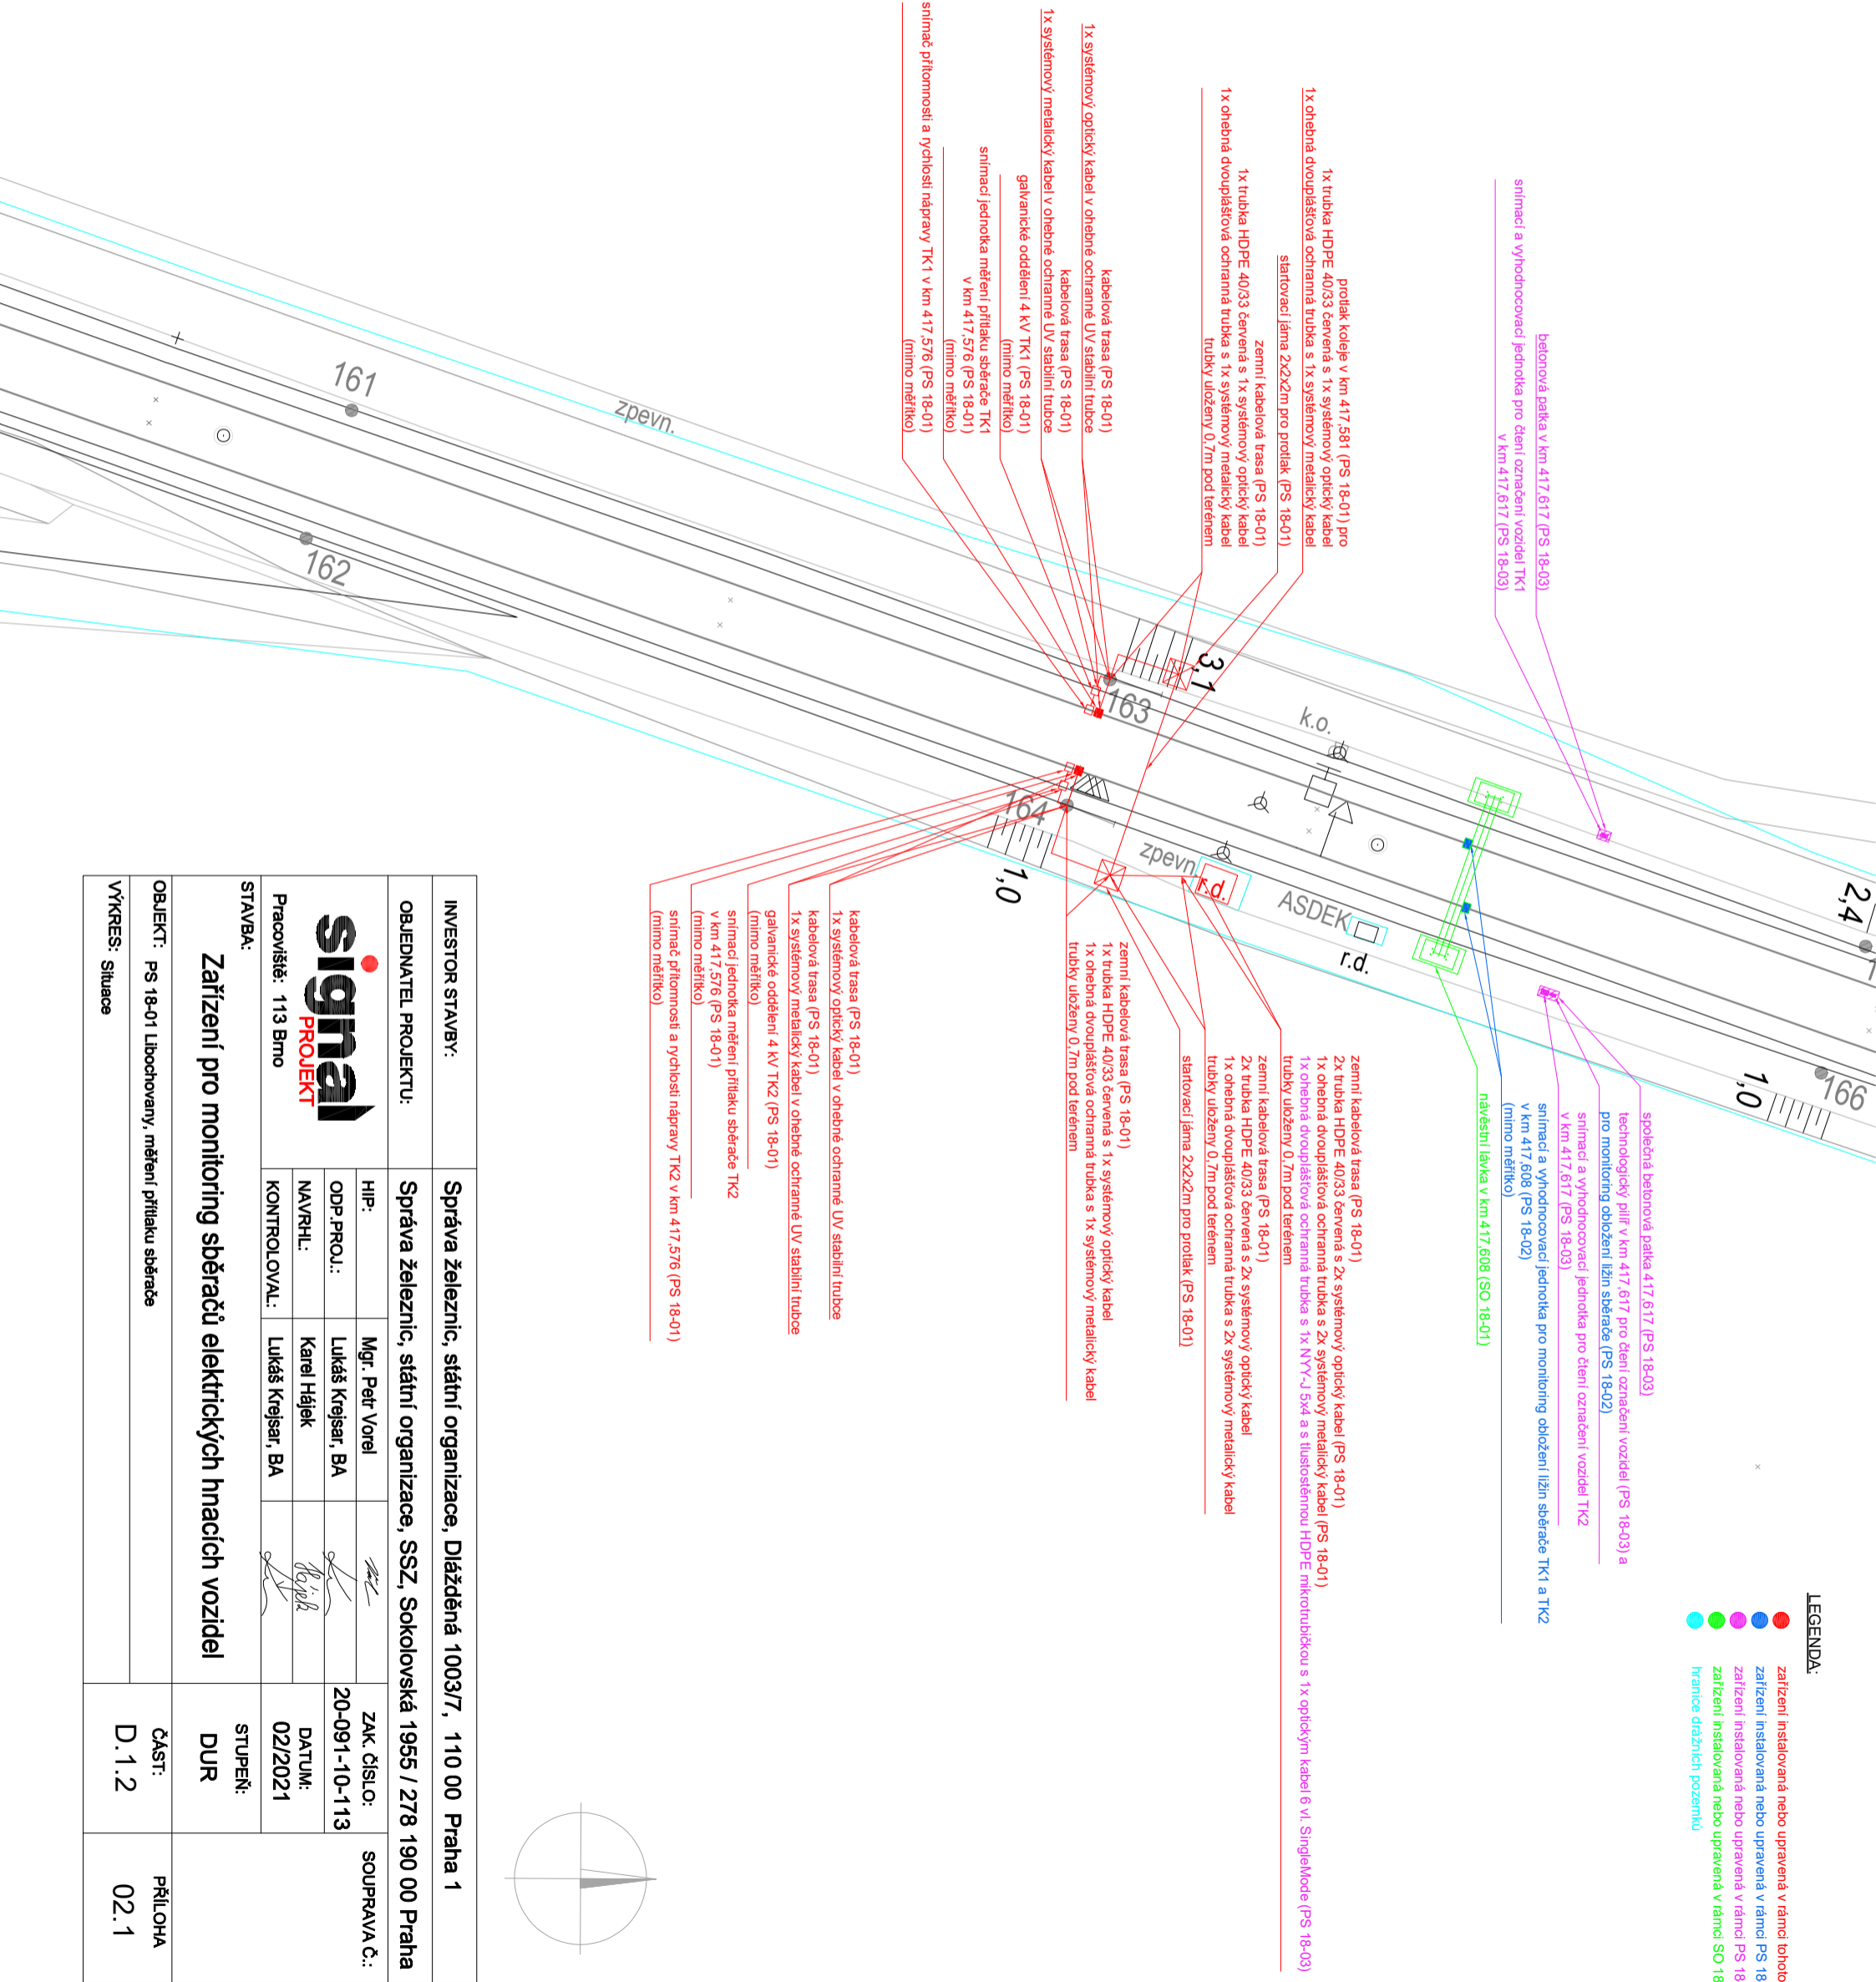 LEGENDA:
zařízení instalovaná nebo upravená v rámci tohoto
zařízení instalovaná nebo upravená v rámci PS 18
zařízení instalovaná nebo upravená v rámci PS 18
zařízení instalovaná nebo upravená v rámci SO 18
hranice drážních pozemků
betonová patka v km 417,617 (PS 18-03)
snímací a vyhodnocovací jednotka pro čtení označení vozidel TK1
v km 417,617 (PS 18-03)
protlak koleje v km 417,581 (PS 18-01) pro
1x trubka HDPE 40/33 červená s 1x systémový optický kabel
1x ohebná dvouplášťová ochranná trubka s 1x systémový metalický kabel
startovací jáma 2x2x2m pro protlak (PS 18-01)
zemní kabelová trasa (PS 18-01)
1x trubka HDPE 40/33 červená s 1x systémový optický kabel
1x ohebná dvouplášťová ochranná trubka s 1x systémový metalický kabel
trubky uloženy 0,7m pod terénem
kabelová trasa (PS 18-01)
1x systémový optický kabel v ohebné ochranné UV stabilní trubce
kabelová trasa (PS 18-01)
1x systémový metalický kabel v ohebné ochranné UV stabilní trubce
galvanické oddělení 4 kV TK1 (PS 18-01)
(mimo měřítko)
snímací jednotka měření přítlaku sběrače TK1
v km 417,576 (PS 18-01)
(mimo měřítko)
snímač přítomnosti a rychlosti nápravy TK1 v km 417,576 (PS 18-01)
(mimo měřítko)
2,4
1
166
1,0
k.o.
3,1
163
r.d.
ASDEK
r.d.
zpevn.
164
1,0
zpevn.
161
162
společná betonová patka 417,617 (PS 18-03)
technologický pilíř v km 417,617 pro čtení označení vozidel (PS 18-03) a
pro monitoring obložení ližin sběrače (PS 18-02)
snímací a vyhodnocovací jednotka pro čtení označení vozidel TK2
v km 417,617 (PS 18-03)
snímací a vyhodnocovací jednotka pro monitoring obložení ližin sběrače TK1 a TK2
v km 417,608 (PS 18-02)
(mimo měřítko)
návěstní lávka v km 417,608 (SO 18-01)
zemní kabelová trasa (PS 18-01)
2x trubka HDPE 40/33 červená s 2x systémový optický kabel (PS 18-01)
1x ohebná dvouplášťová ochranná trubka s 2x systémový metalický kabel (PS 18-01)
1x ohebná dvouplášťová ochranná trubka s 1x NYY-J 5x4 a s tlustostěnnou HDPE mikrotrubičkou s 1x optickým kabel 6 vl. SingleMode (PS 18-03)
trubky uloženy 0,7m pod terénem
zemní kabelová trasa (PS 18-01)
2x trubka HDPE 40/33 červená s 2x systémový optický kabel
1x ohebná dvouplášťová ochranná trubka s 2x systémový metalický kabel
trubky uloženy 0,7m pod terénem
startovací jáma 2x2x2m pro protlak (PS 18-01)
zemní kabelová trasa (PS 18-01)
1x trubka HDPE 40/33 červená s 1x systémový optický kabel
1x ohebná dvouplášťová ochranná trubka s 1x systémový metalický kabel
trubky uloženy 0,7m pod terénem
kabelová trasa (PS 18-01)
1x systémový optický kabel v ohebné ochranné UV stabilní trubce
kabelová trasa (PS 18-01)
1x systémový metalický kabel v ohebné ochranné UV stabilní trubce
galvanické oddělení 4 kV TK2 (PS 18-01)
(mimo měřítko)
snímací jednotka měření přítlaku sběrače TK2
v km 417,576 (PS 18-01)
(mimo měřítko)
snímač přítomnosti a rychlosti nápravy TK2 v km 417,576 (PS 18-01)
(mimo měřítko)
INVESTOR STAVBY: Správa železnic, státní organizace, Dlážděná 1003/7, 110 00 Praha 1
OBJEDNATEL PROJEKTU: Správa železnic, státní organizace, SSZ, Sokolovská 1955 / 278 190 00 Praha
signal
PROJEKT
Pracoviště: 113 Brno
HIP: Mgr. Petr Vorel
ODP.PROJ.: Lukáš Krejsar, BA
NAVRHL: Karel Hájek Hájek
KONTROLOVAL: Lukáš Krejsar, BA
ZAK. ČÍSLO:
20-091-10-113
DATUM:
02/2021
SOUPRAVA Č.:
STAVBA:
Zařízení pro monitoring sběračů elektrických hnacích vozidel
STUPEŇ:
DUR
OBJEKT: PS 18-01 Libochovany, měření přítlaku sběrače
VÝKRES: Situace
ČÁST:
D.1.2
PŘÍLOHA
02.1